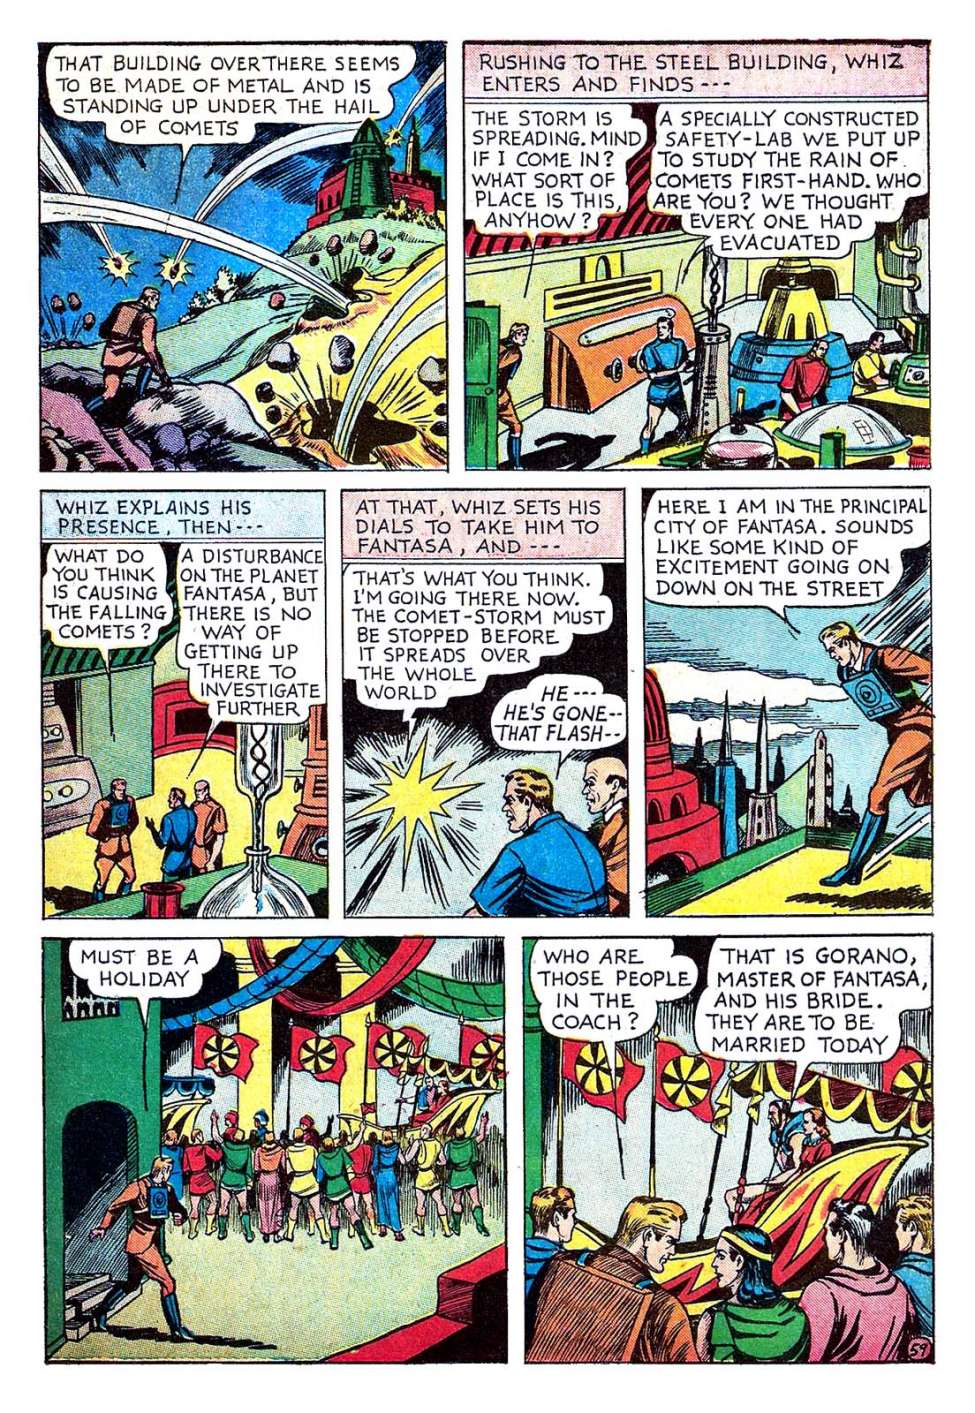 THAT BUILDING OVER THERE SEEMS
TO BE MADE OF METAL AND IS
STANDING UP UNDER THE HAIL
OF COMETS
RUSHING TO THE STEEL BUILDING, WHIZ
ENTERS AND FINDS ---
THE STORM IS
SPREADING. MIND
IF I COME IN?
WHAT SORT OF
PLACE IS THIS,
ANYHOW?
A SPECIALLY CONSTRUCTED
SAFETY-LAB WE PUT UP
TO STUDY THE RAIN OF
COMETS FIRST-HAND. WHO
ARE YOU? WE THOUGHT
EVERY ONE HAD
EVACUATED
WHIZ EXPLAINS HIS
PRESENCE, THEN ---
WHAT DO
YOU THINK
IS CAUSING
THE FALLING
COMETS?
A DISTURBANCE
ON THE PLANET
FANTASA, BUT
THERE IS NO
WAY OF
GETTING UP
THERE TO
INVESTIGATE
FURTHER
AT THAT, WHIZ SETS HIS
DIALS TO TAKE HIM TO
FANTASA, AND ---
THAT'S WHAT YOU THINK.
I'M GOING THERE NOW.
THE COMET-STORM MUST
BE STOPPED BEFORE
IT SPREADS OVER
THE WHOLE
WORLD
HE ---
HE'S GONE--
THAT FLASH--
HERE I AM IN THE PRINCIPAL
CITY OF FANTASA. SOUNDS
LIKE SOME KIND OF
EXCITEMENT GOING ON
DOWN ON THE STREET
MUST BE A
HOLIDAY
WHO ARE
THOSE PEOPLE
IN THE
COACH?
THAT IS GORANO,
MASTER OF FANTASA,
AND HIS BRIDE.
THEY ARE TO BE
MARRIED TODAY
59